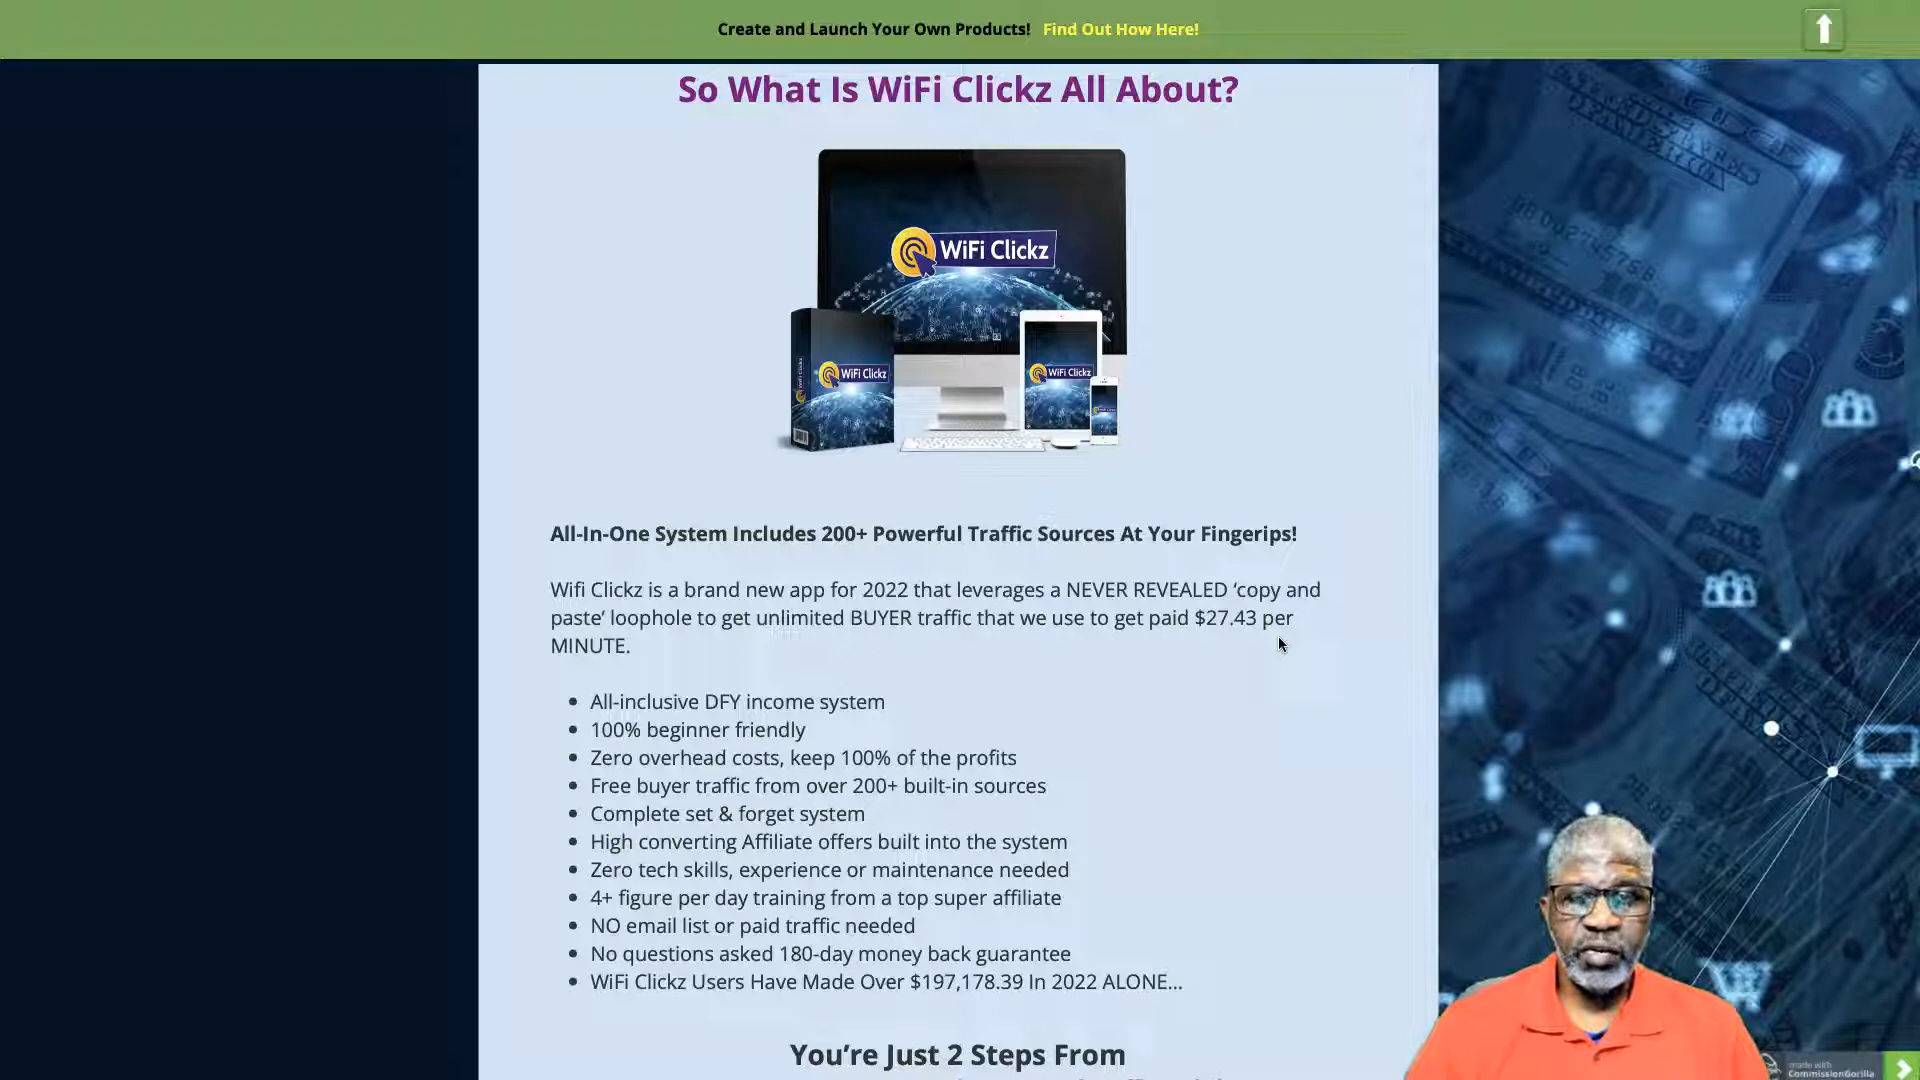 Create and Launch Your Own Products! Find Out How Here!
So What Is WiFi Clickz All About?
WiFi Clickz
WiFi Clickz
WiFi Clickz
WiFi Clickz
All-In-One System Includes 200+ Powerful Traffic Sources At Your Fingerips!
Wifi Clickz is a brand new app for 2022 that leverages a NEVER REVEALED ‘copy and
paste’ loophole to get unlimited BUYER traffic that we use to get paid $27.43 per
MINUTE.
• All-inclusive DFY income system
• 100% beginner friendly
• Zero overhead costs, keep 100% of the profits
• Free buyer traffic from over 200+ built-in sources
• Complete set & forget system
• High converting Affiliate offers built into the system
• Zero tech skills, experience or maintenance needed
• 4+ figure per day training from a top super affiliate
• NO email list or paid traffic needed
• No questions asked 180-day money back guarantee
• WiFi Clickz Users Have Made Over $197,178.39 In 2022 ALONE...
You’re Just 2 Steps From
made with
CommissionGorilla